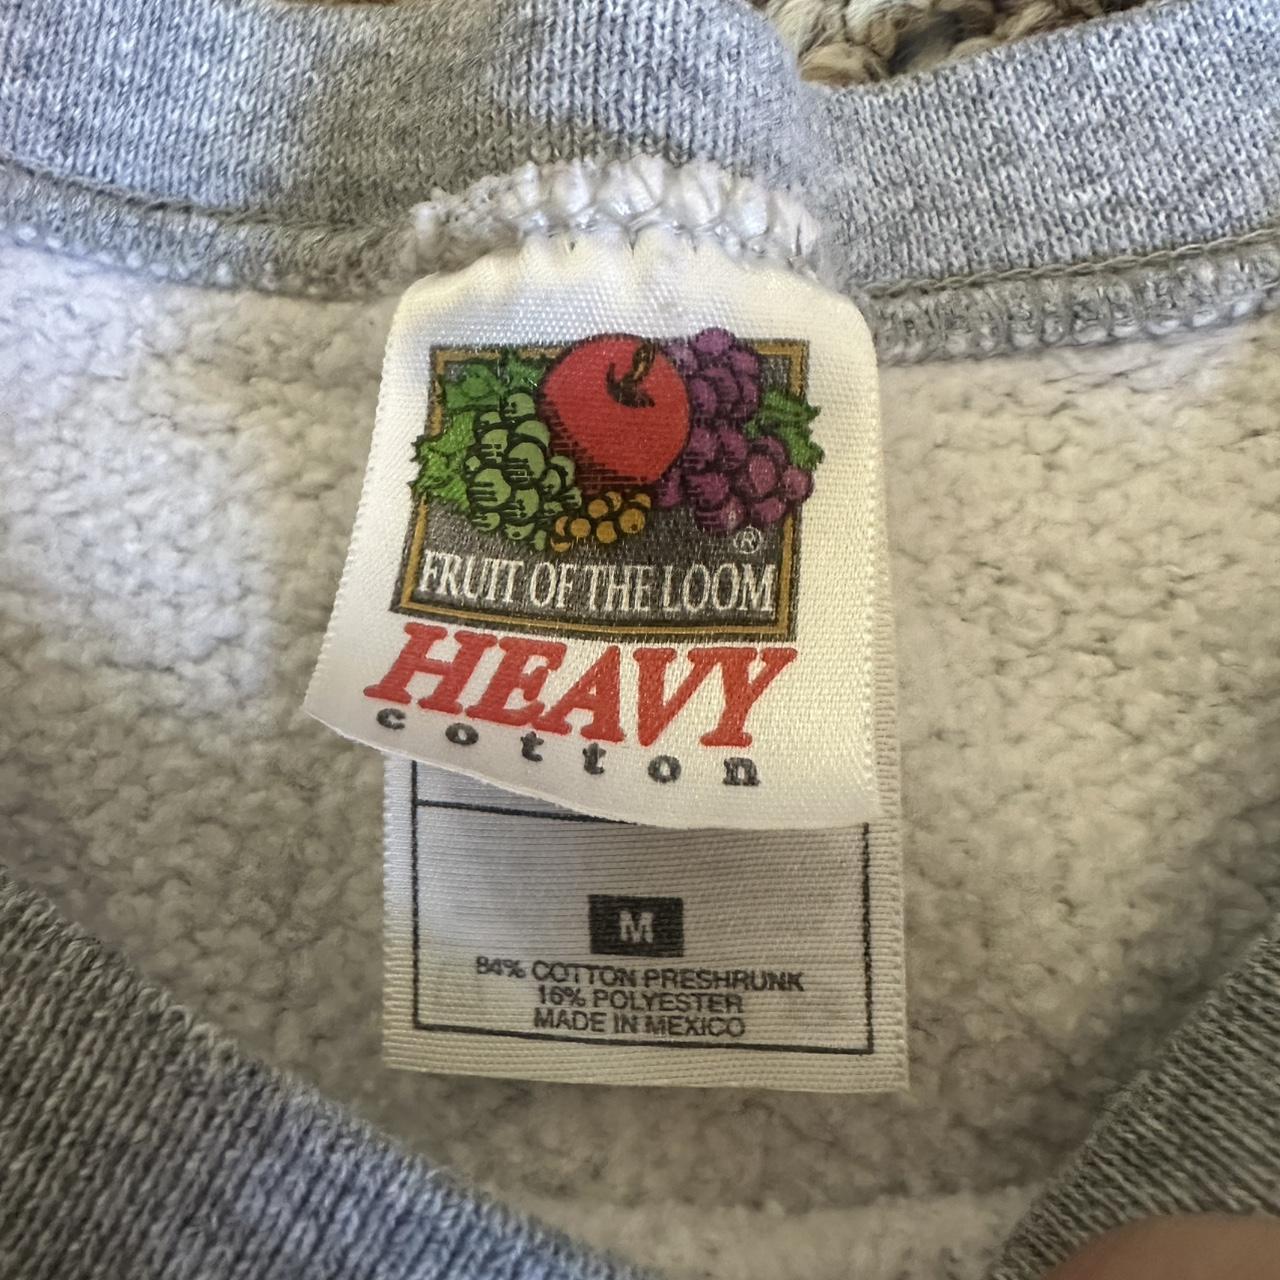 ®
FRUIT OF THE LOOM
HEAVY
cotton
M
84% COTTON PRESHRUNK
16% POLYESTER
MADE IN MEXICO